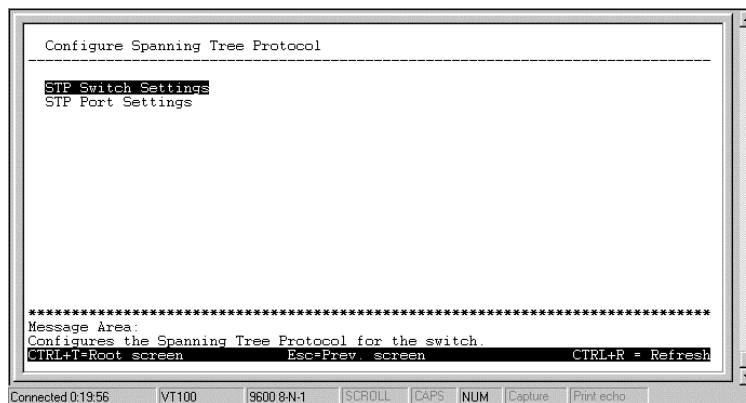 Configure Spanning Tree Protocol
STP Switch Settings
STP Port Settings
********************************************************************************
Message Area:
Configures the Spanning Tree Protocol for the switch.
CTRL+T=Root screen Esc=Prev. screen CTRL+R = Refresh
Connected 0:19:56 VT100 9600 8-N-1 SCROLL CAPS NUM Capture Print echo